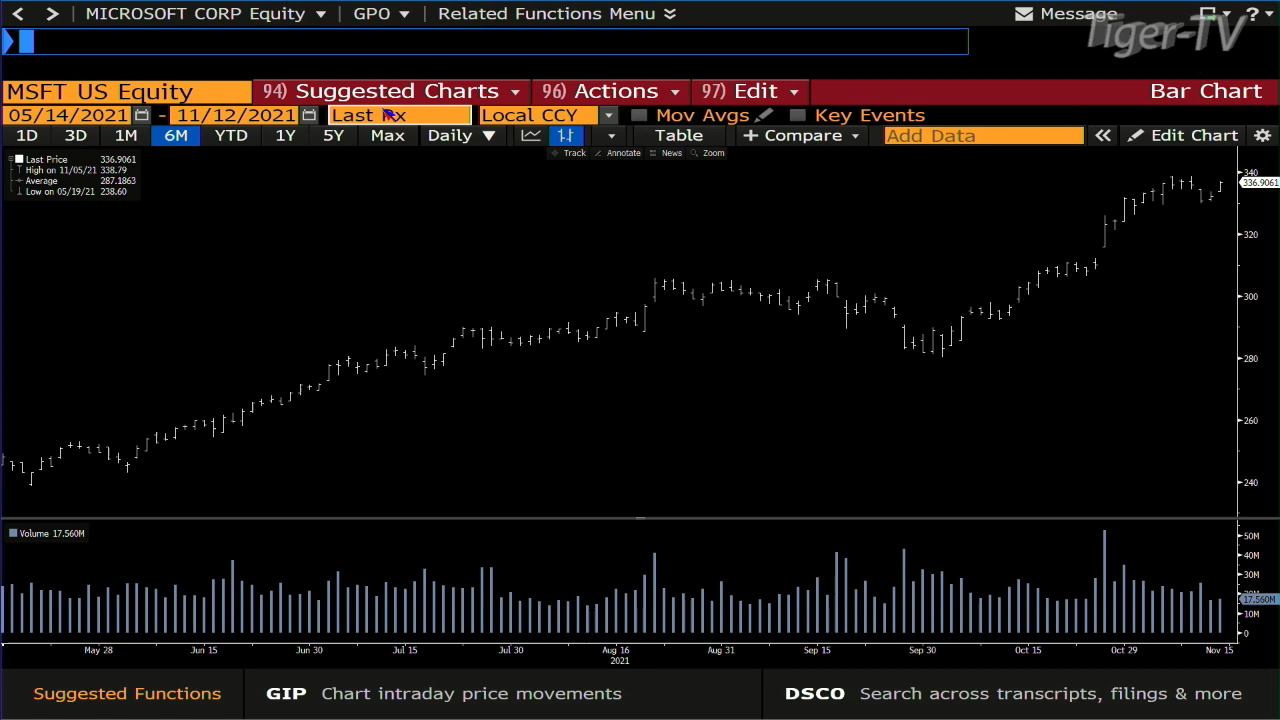 MICROSOFT CORP Equity GPO Related Functions Menu Message ?
Tiger-TV
MSFT US Equity 94) Suggested Charts 96) Actions 97) Edit Bar Chart
05/14/2021 - 11/12/2021 Last Px Local CCY Mov Avgs Key Events
1D 3D 1M 6M YTD 1Y 5Y Max Daily Table + Compare Add Data Edit Chart
Track Annotate News Zoom
Last Price 336.9061
High on 11/05/21 338.79
Average 287.1863
Low on 05/19/21 238.60
340
336.9061
320
300
280
260
240
Volume 17.560M
50M
40M
30M
17.560M
10M
0
May 28 Jun 15 Jun 30 Jul 15 Jul 30 Aug 16 Aug 31 Sep 15 Sep 30 Oct 15 Oct 29 Nov 15
2021
Suggested Functions GIP Chart intraday price movements DSCO Search across transcripts, filings & more